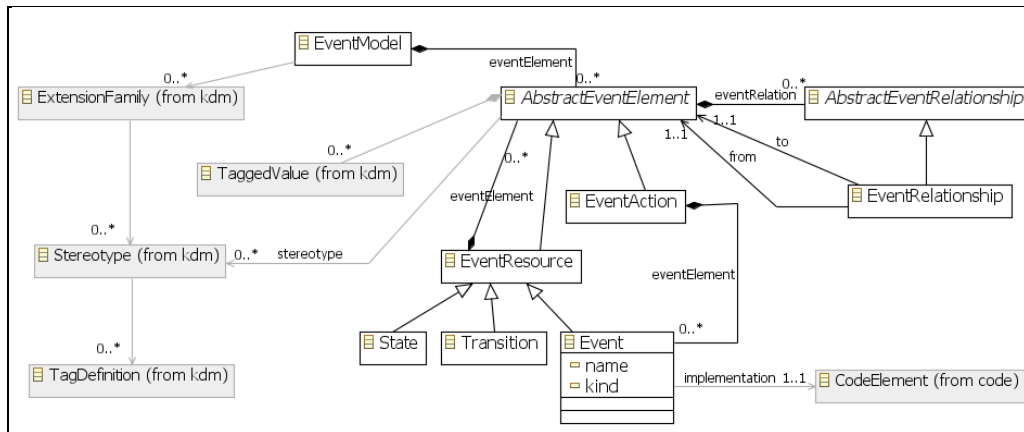 EventModel
eventElement
0..*
0..*
0..*
ExtensionFamily (from kdm)
AbstractEventElement
eventRelation
AbstractEventRelationship
1..1
1..1
to
from
0..*
TaggedValue (from kdm)
0..*
eventElement
EventAction
EventRelationship
0..*
Stereotype (from kdm)
0..*
stereotype
EventResource
eventElement
0..*
0..*
State
Transition
Event
name
kind
TagDefinition (from kdm)
implementation 1..1
CodeElement (from code)